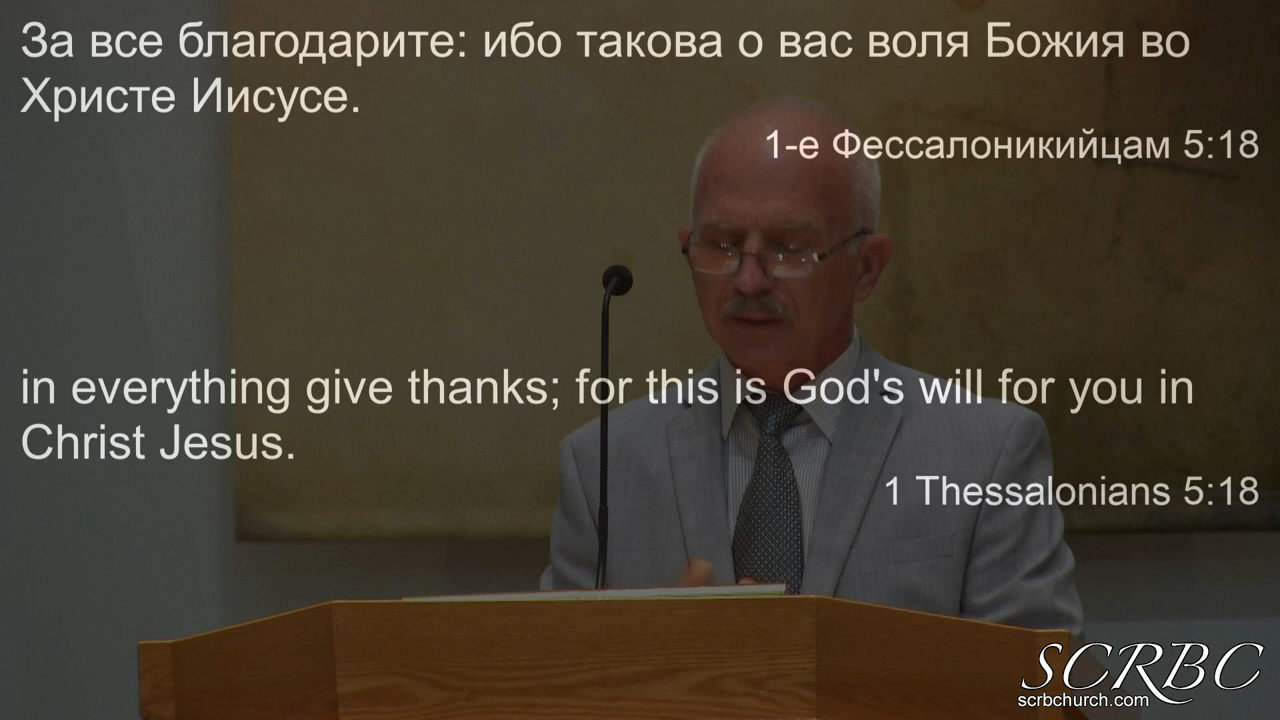 За все благодарите: ибо такова о вас воля Божия во
Христе Иисусе.
1-е Фессалоникийцам 5:18
in everything give thanks; for this is God's will for you in
Christ Jesus.
1 Thessalonians 5:18
SCRBC
scrbchurch.com